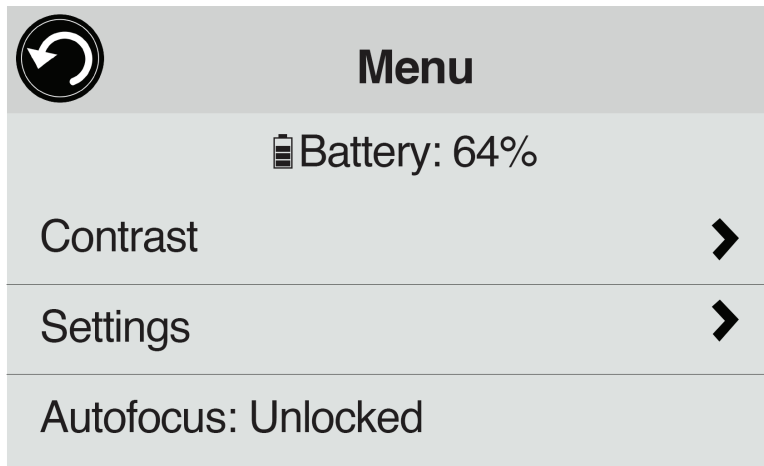 Menu
Battery: 64%
Contrast
Settings
Autofocus: Unlocked